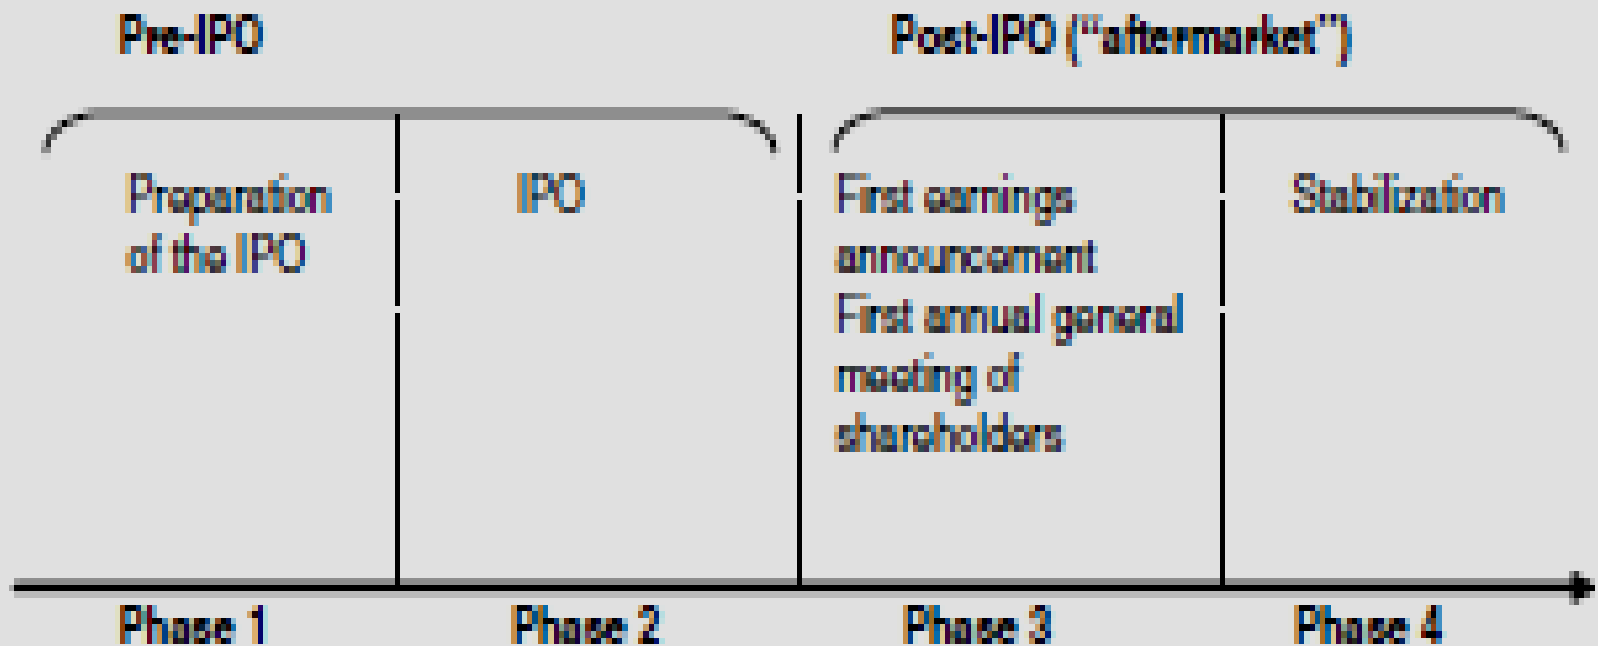 Pre-IPO
Post-IPO (“aftermarket”)
Preparation
of the IPO
IPO
First earnings
announcement
First annual general
meeting of
shareholders
Stabilization
Phase 1
Phase 2
Phase 3
Phase 4